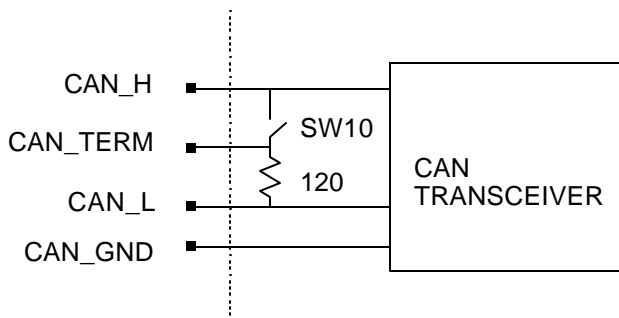 CAN_H
SW10
CAN_TERM
120
CAN
TRANSCEIVER
CAN_L
CAN_GND